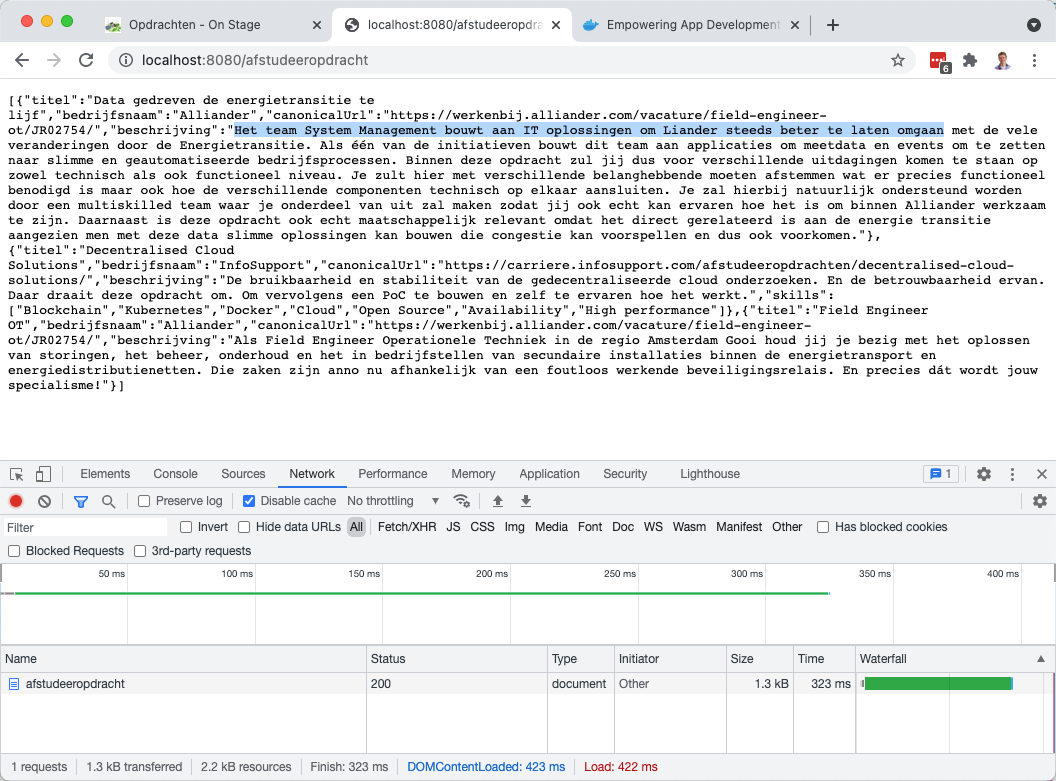 Opdrachten - On Stage
localhost:8080/afstudeeropdra
Empowering App Development
localhost:8080/afstudeeropdracht
6
[{"titel":"Data gedreven de energietransitie te
lijf","bedrijfsnaam":"Alliander","canonicalUrl":"https://werkenbij.alliander.com/vacature/field-engineer-
ot/JR02754/","beschrijving":"Het team System Management bouwt aan IT oplossingen om Liander steeds beter te laten omgaan met de vele
veranderingen door de Energietransitie. Als één van de initiatieven bouwt dit team aan applicaties om meetdata en events om te zetten
naar slimme en geautomatiseerde bedrijfsprocessen. Binnen deze opdracht zul jij dus voor verschillende uitdagingen komen te staan op
zowel technisch als ook functioneel niveau. Je zult hier met verschillende belanghebbende moeten afstemmen wat er precies functioneel
benodigd is maar ook hoe de verschillende componenten technisch op elkaar aansluiten. Je zal hierbij natuurlijk ondersteund worden
door een multiskilled team waar je onderdeel van uit zal maken zodat jij ook echt kan ervaren hoe het is om binnen Alliander werkzaam
te zijn. Daarnaast is deze opdracht ook echt maatschappelijk relevant omdat het direct gerelateerd is aan de energie transitie
aangezien men met deze data slimme oplossingen kan bouwen die congestie kan voorspellen en dus ook voorkomen."},
{"titel":"Decentralised Cloud
Solutions","bedrijfsnaam":"InfoSupport","canonicalUrl":"https://carriere.infosupport.com/afstudeeropdrachten/decentralised-cloud-
solutions/","beschrijving":"De bruikbaarheid en stabiliteit van de gedecentraliseerde cloud onderzoeken. En de betrouwbaarheid ervan.
Daar draait deze opdracht om. Om vervolgens een PoC te bouwen en zelf te ervaren hoe het werkt.","skills":
["Blockchain","Kubernetes","Docker","Cloud","Open Source","Availability","High performance"]},{"titel":"Field Engineer
OT","bedrijfsnaam":"Alliander","canonicalUrl":"https://werkenbij.alliander.com/vacature/field-engineer-
ot/JR02754/","beschrijving":"Als Field Engineer Operationele Techniek in de regio Amsterdam Gooi houd jij je bezig met het oplossen
van storingen, het beheer, onderhoud en het in bedrijfstellen van secundaire installaties binnen de energietransport en
energiedistributienetten. Die zaken zijn anno nu afhankelijk van een foutloos werkende beveiligingsrelais. En precies dát wordt jouw
specialisme!"}]
Elements Console Sources Network Performance Memory Application Security Lighthouse 1
Preserve log Disable cache No throttling
Filter Invert Hide data URLs All Fetch/XHR JS CSS Img Media Font Doc WS Wasm Manifest Other Has blocked cookies
Blocked Requests 3rd-party requests
50 ms 100 ms 150 ms 200 ms 250 ms 300 ms 350 ms 400 ms
Name Status Type Initiator Size Time Waterfall
afstudeeropdracht 200 document Other 1.3 kB 323 ms
1 requests 1.3 kB transferred 2.2 kB resources Finish: 323 ms DOMContentLoaded: 423 ms Load: 422 ms